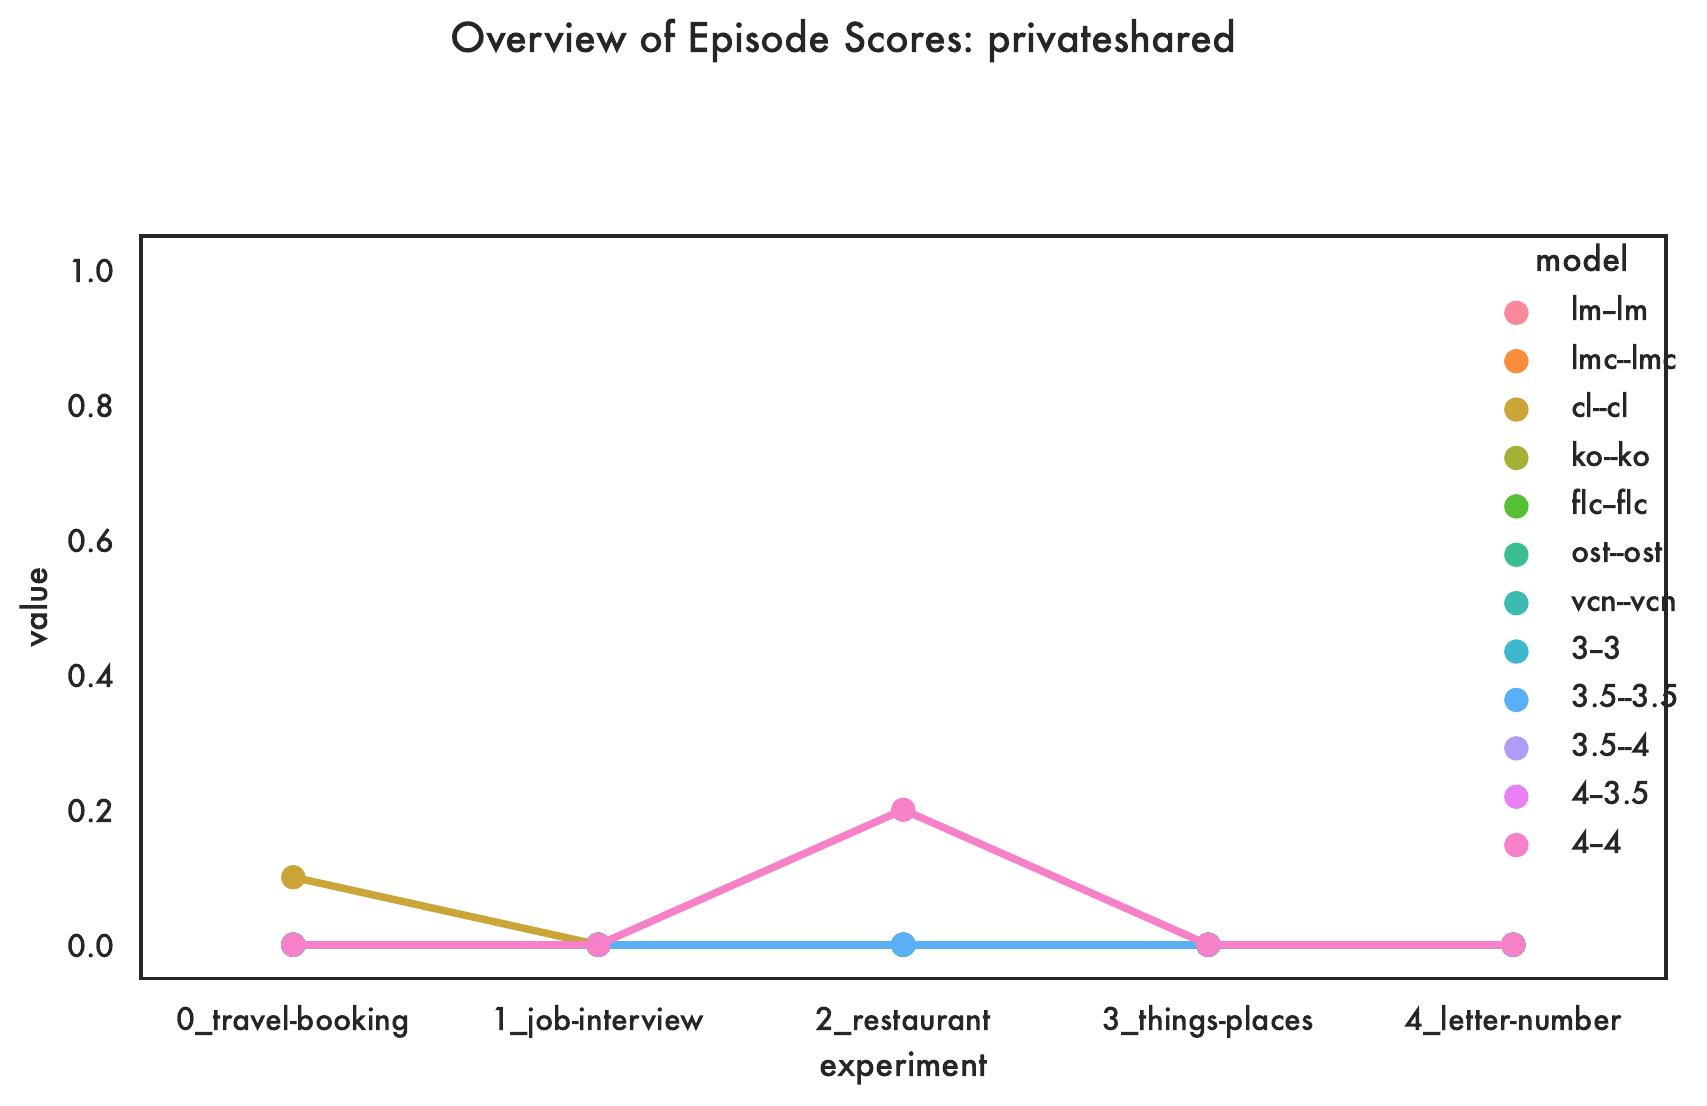 Overview of Episode Scores: privateshared
1.0
0.8
0.6
0.4
0.2
0.0
value
model
lm–lm
lmc--lmc
cl--cl
ko--ko
flc–flc
ost--ost
vcn--vcn
3–3
3.5--3.5
3.5--4
4–3.5
4–4
0_travel-booking 1_job-interview 2_restaurant 3_things-places 4_letter-number
experiment